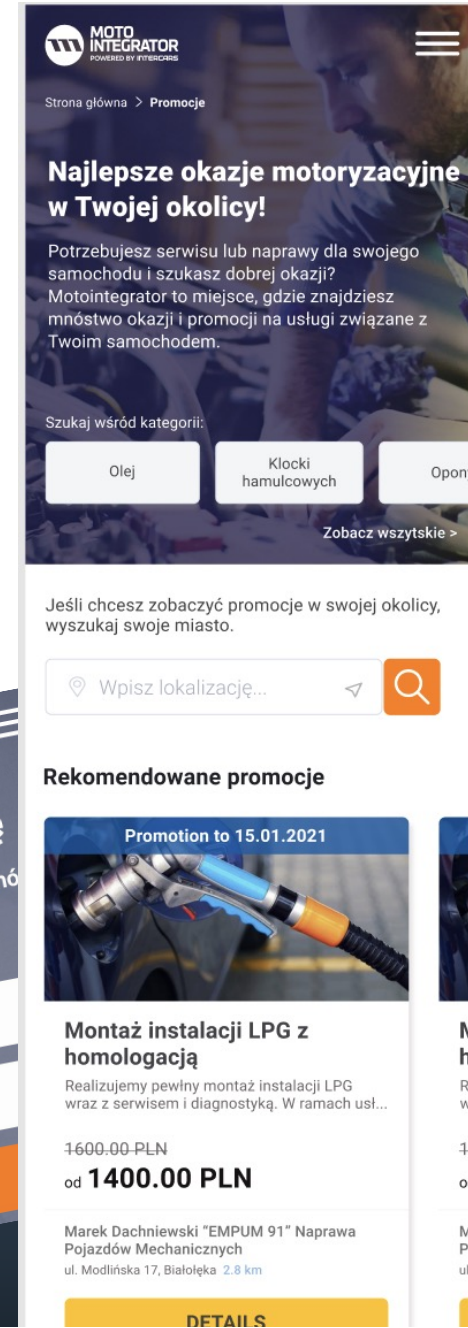 MOTO
INTEGRATOR
POWERED BY INTERCARS
Strona główna > Promocje
Najlepsze okazje motoryzacyjne
w Twojej okolicy!
Potrzebujesz serwisu lub naprawy dla swojego
samochodu i szukasz dobrej okazji?
Motointegrator to miejsce, gdzie znajdziesz
mnóstwo okazji i promocji na usługi związane z
Twoim samochodem.
Szukaj wśród kategorii:
Olej
Klocki
hamulcowych
Opony
Zobacz wszytskie >
Jeśli chcesz zobaczyć promocje w swojej okolicy,
wyszukaj swoje miasto.
Wpisz lokalizację...
Rekomendowane promocje
Promotion to 15.01.2021
Montaż instalacji LPG z
homologacją
Realizujemy pewłny montaż instalacji LPG
wraz z serwisem i diagnostyką. W ramach usł...
1600.00 PLN
od 1400.00 PLN
Marek Dachniewski "EMPUM 91" Naprawa
Pojazdów Mechanicznych
ul. Modlińska 17, Białołęka 2.8 km
DETAILS